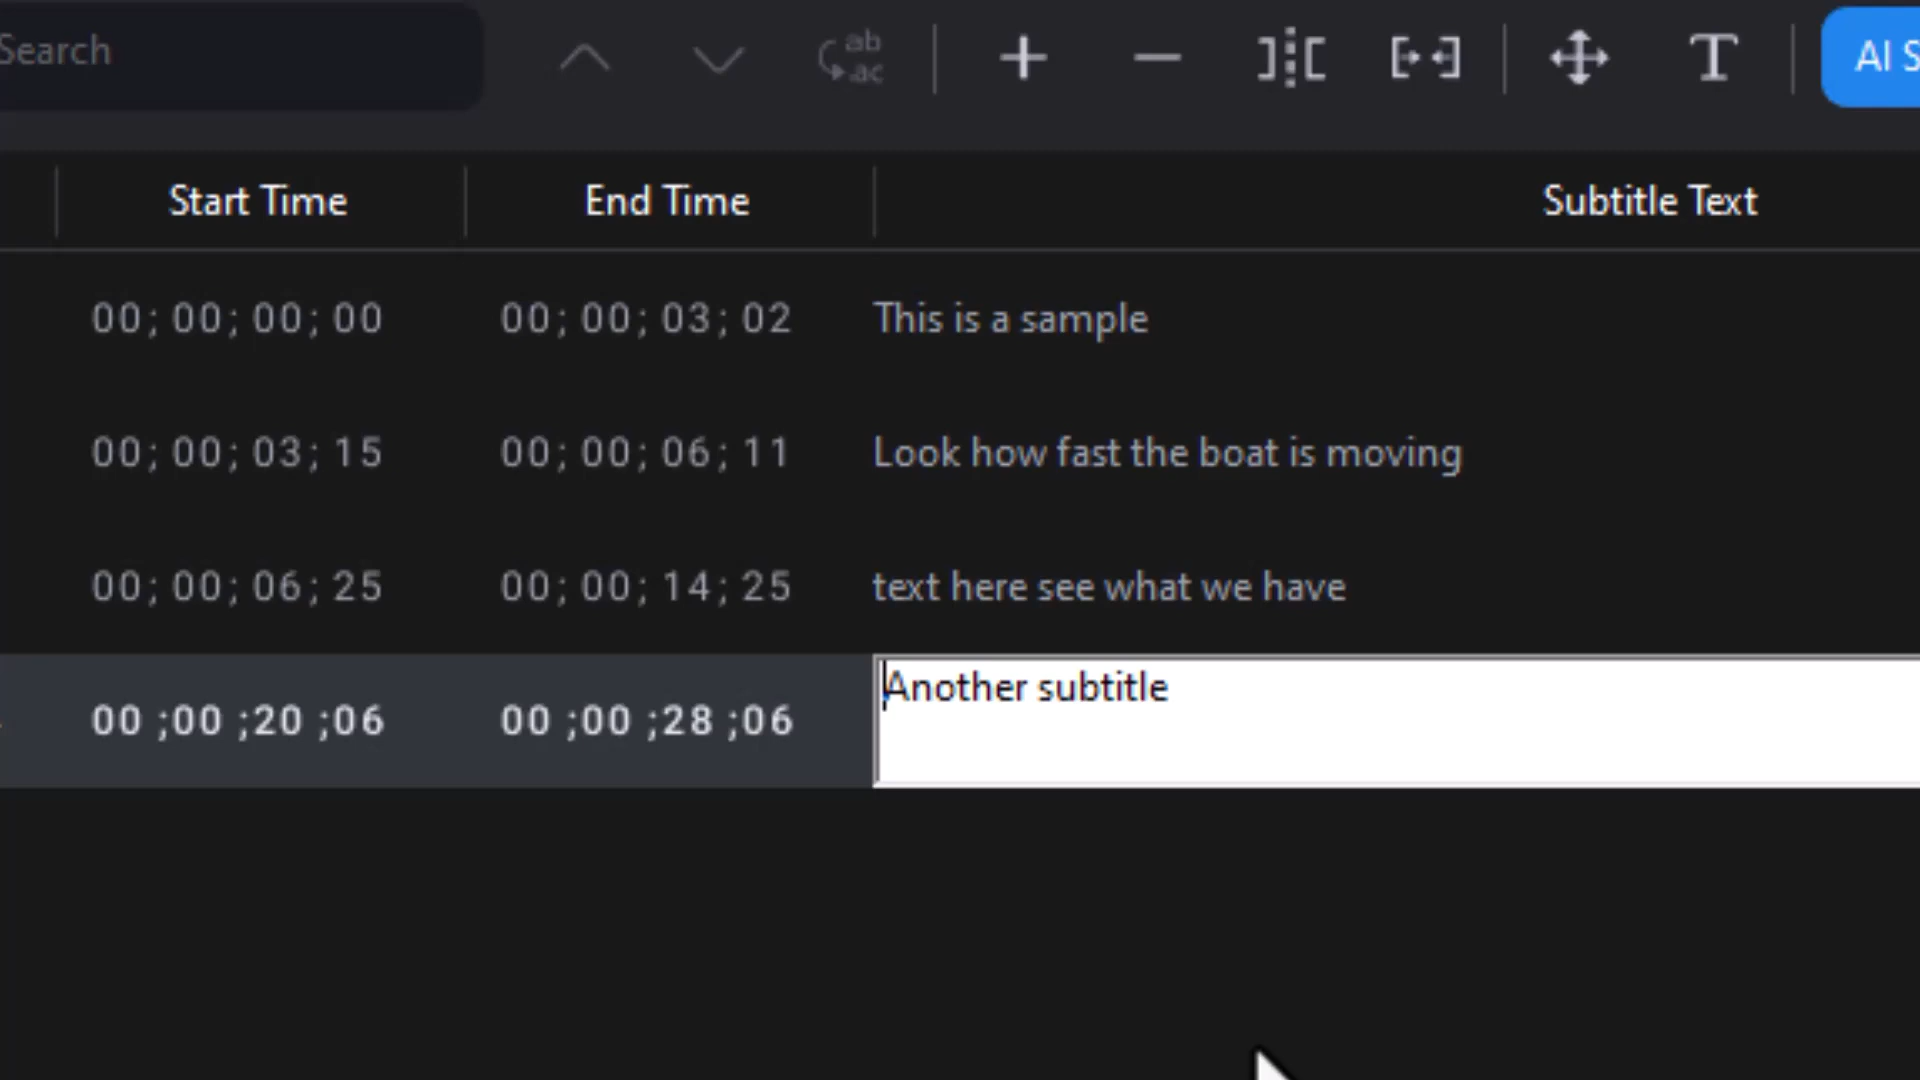 Search
ab
ac
T
AI S
Start Time End Time Subtitle Text
00; 00; 00; 00 00; 00; 03; 02 This is a sample
00; 00; 03; 15 00; 00; 06; 11 Look how fast the boat is moving
00; 00; 06; 25 00; 00; 14; 25 text here see what we have
00 ;00 ;20 ;06 00 ;00 ;28 ;06 Another subtitle